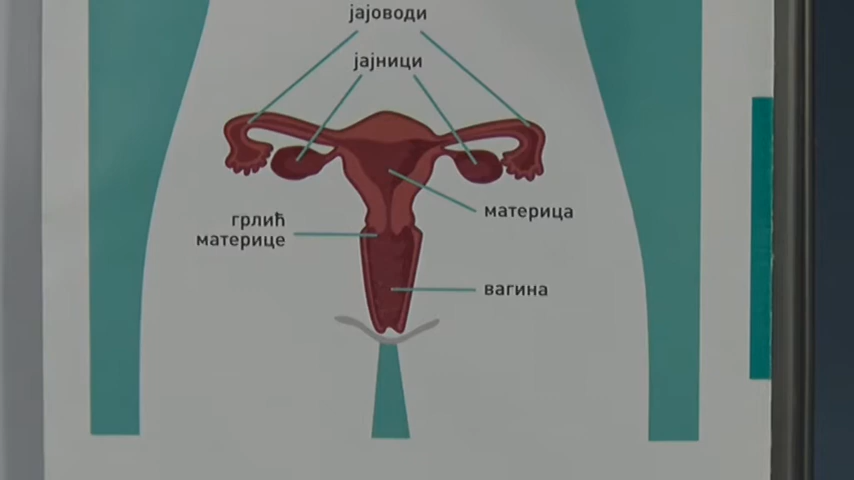 јајоводи
јајници
материца
грлић
материце
вагина